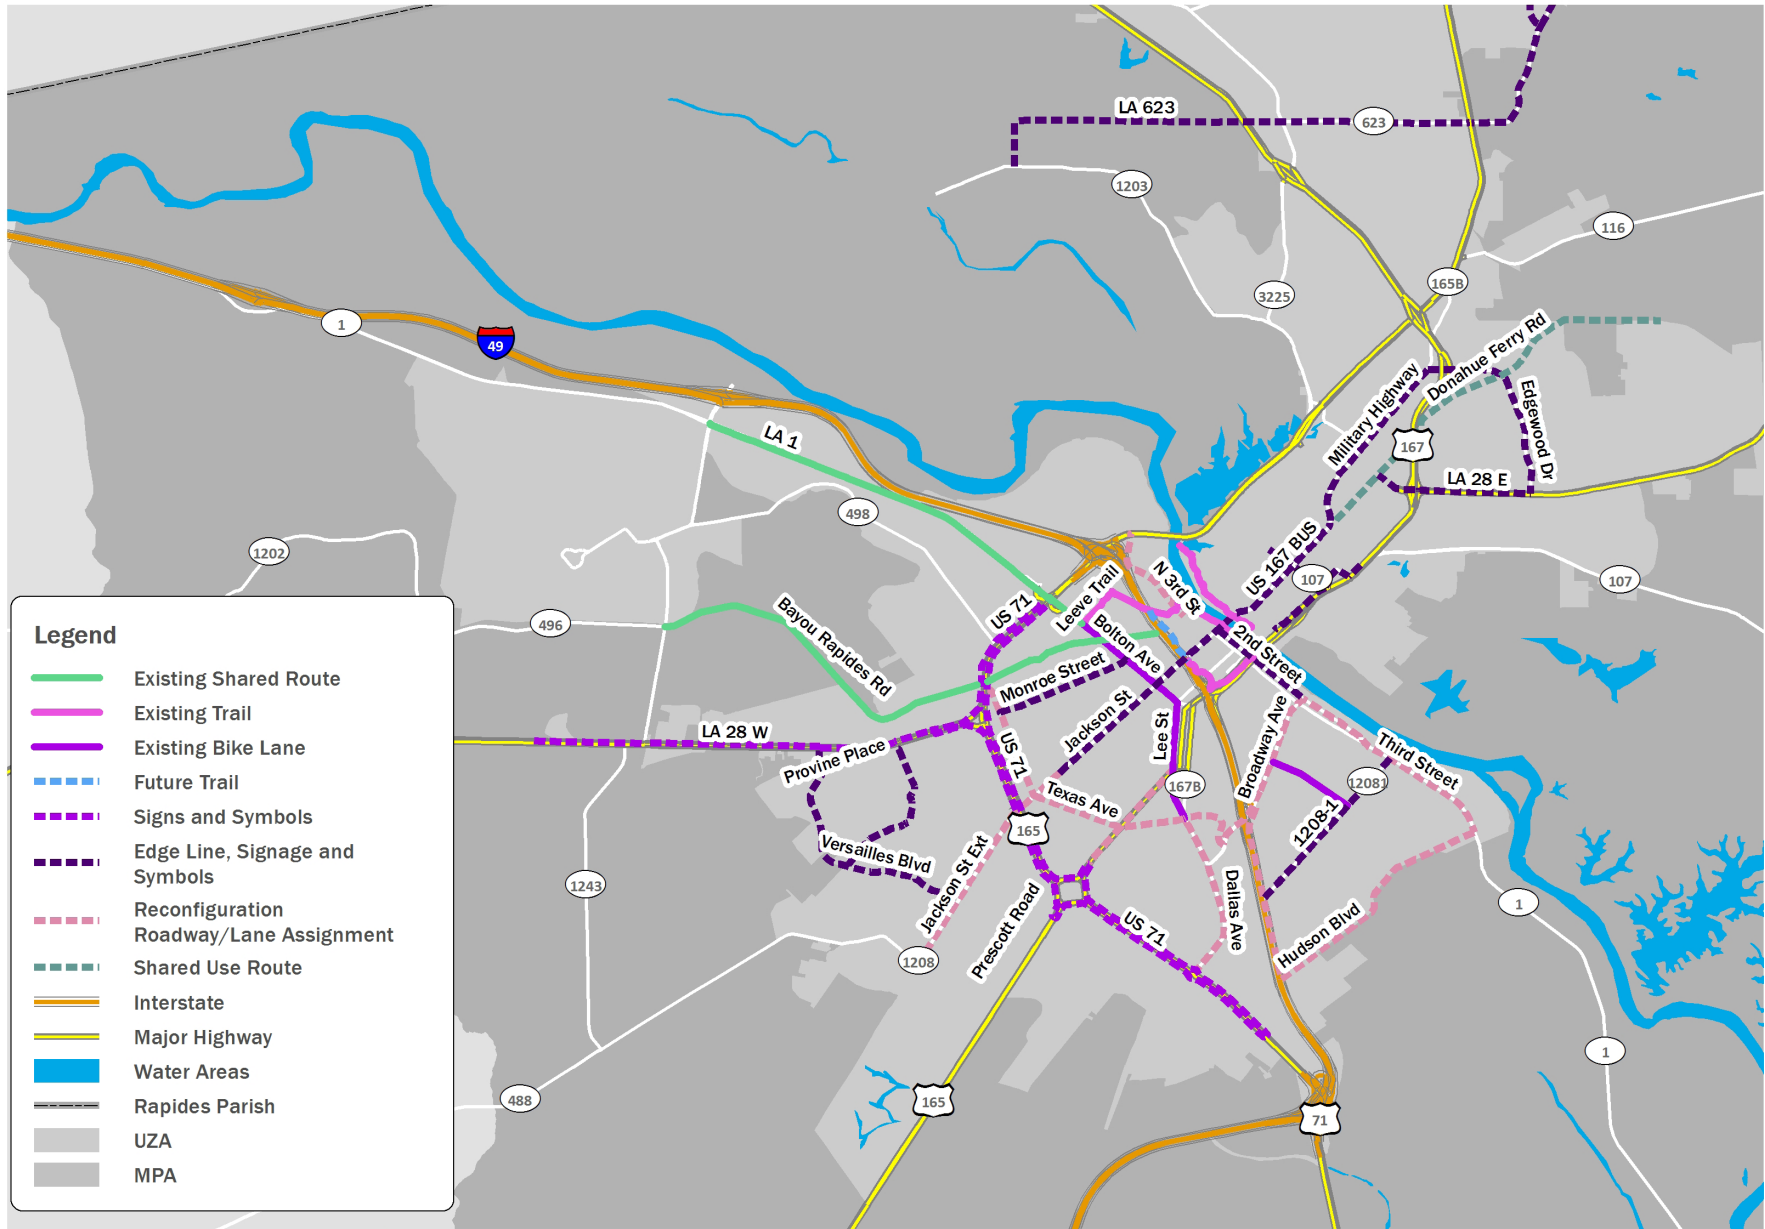 LA 623
623
1203
116
3225
165B
1
49
Donahue Ferry Rd
Military Highway
Edgewood Dr
167
LA 1
LA 28 E
498
1202
US 167 BUS
107
107
N 3rd St
Leeve Trail
US 71
Bayou Rapides Rd
496
Bolton Ave
2nd Street
Monroe Street
Jackson St
Lee St
Broadway Ave
LA 28 W
Provine Place
US 71
Third Street
167B
12081
Texas Ave
1208-1
165
Versailles Blvd
Jackson St Ext
Dallas Ave
1243
Prescott Road
US 71
Hudson Blvd
1
1208
1
488
165
71
Legend
Existing Shared Route
Existing Trail
Existing Bike Lane
Future Trail
Signs and Symbols
Edge Line, Signage and
Symbols
Reconfiguration
Roadway/Lane Assignment
Shared Use Route
Interstate
Major Highway
Water Areas
Rapides Parish
UZA
MPA